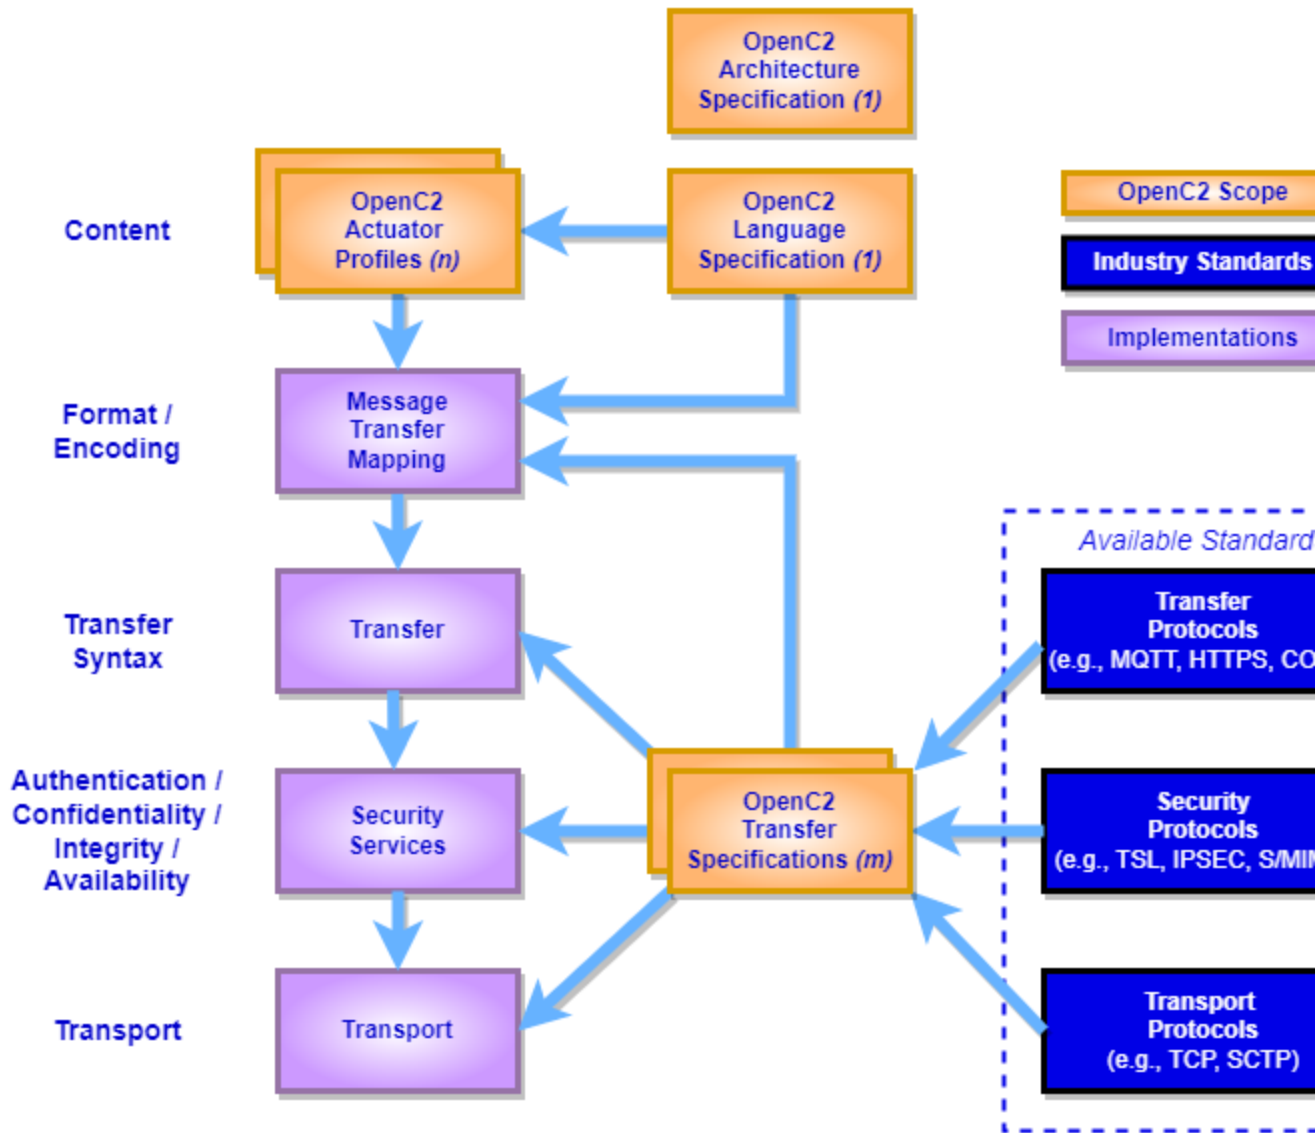 OpenC2
Architecture
Specification (1)
OpenC2
Actuator
Profiles (n)
OpenC2
Language
Specification (1)
OpenC2 Scope
Industry Standards
Implementations
Content
Format /
Encoding
Message
Transfer
Mapping
Available Standard
Transfer
Syntax
Transfer
Transfer
Protocols
(e.g., MQTT, HTTPS,
Authentication /
Confidentiality /
Integrity /
Availability
Security
Services
OpenC2
Transfer
Specifications (m)
Security
Protocols
(e.g., TSL, IPSEC,
Transport
Transport
Transport
Protocols
(e.g., TCP, SCTP)